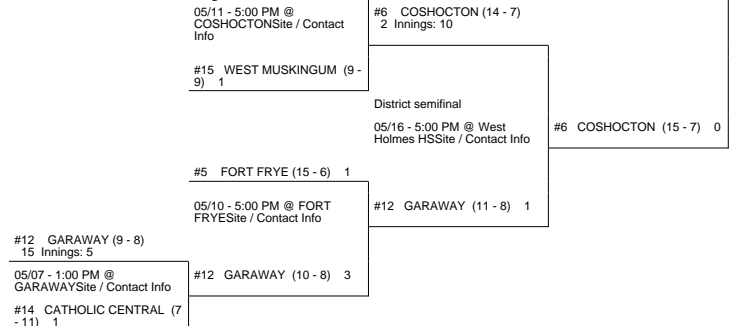 05/11 - 5:00 PM @
COSHOCTONSite / Contact
Info
#6 COSHOCTON (14 - 7)
2 Innings: 10
#15 WEST MUSKINGUM (9 -
9) 1
District semifinal
05/16 - 5:00 PM @ West
Holmes HSSite / Contact Info
#6 COSHOCTON (15 - 7) 0
#5 FORT FRYE (15 - 6) 1
05/10 - 5:00 PM @ FORT
FRYESite / Contact Info
#12 GARAWAY (11 - 8) 1
#12 GARAWAY (9 - 8)
15 Innings: 5
05/07 - 1:00 PM @
GARAWAYSite / Contact Info
#12 GARAWAY (10 - 8) 3
#14 CATHOLIC CENTRAL (7
- 11) 1